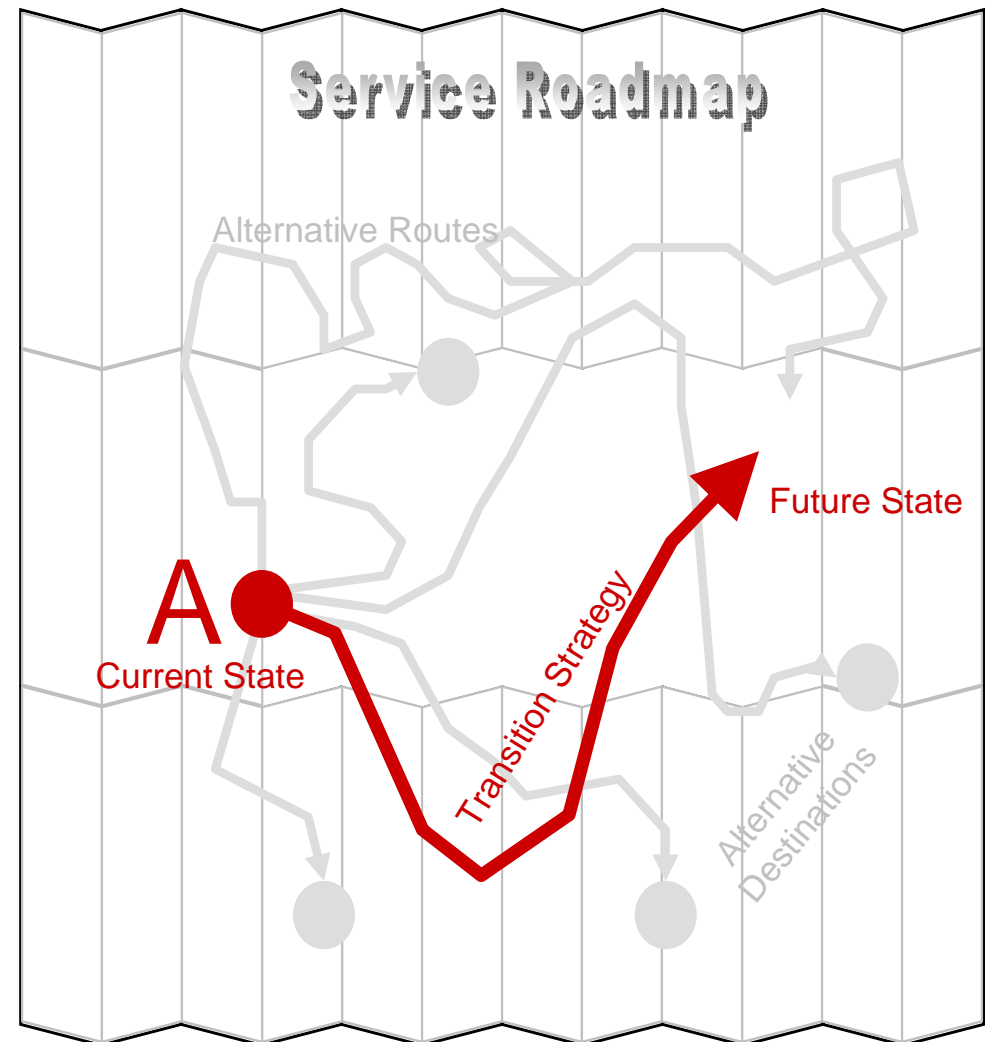 Service Roadmap
Alternative Routes
Future State
A
Current State
Transition Strategy
Alternative
Destinations